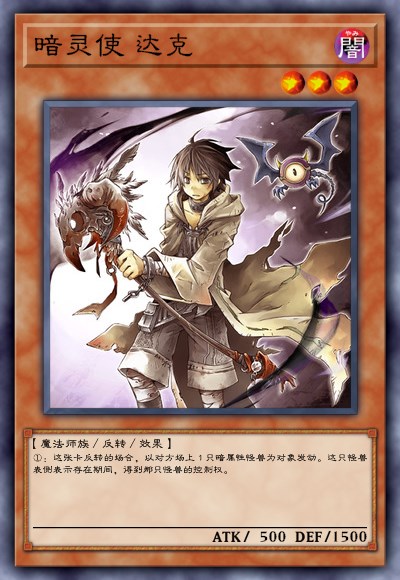 暗灵使 达克
やみ
闇
【魔法师族／反转／效果】
①：这张卡反转的场合，以对方场上１只暗属性怪兽为对象发动。这只怪兽
表侧表示存在期间，得到那只怪兽的控制权。
ATK/ 500 DEF/1500